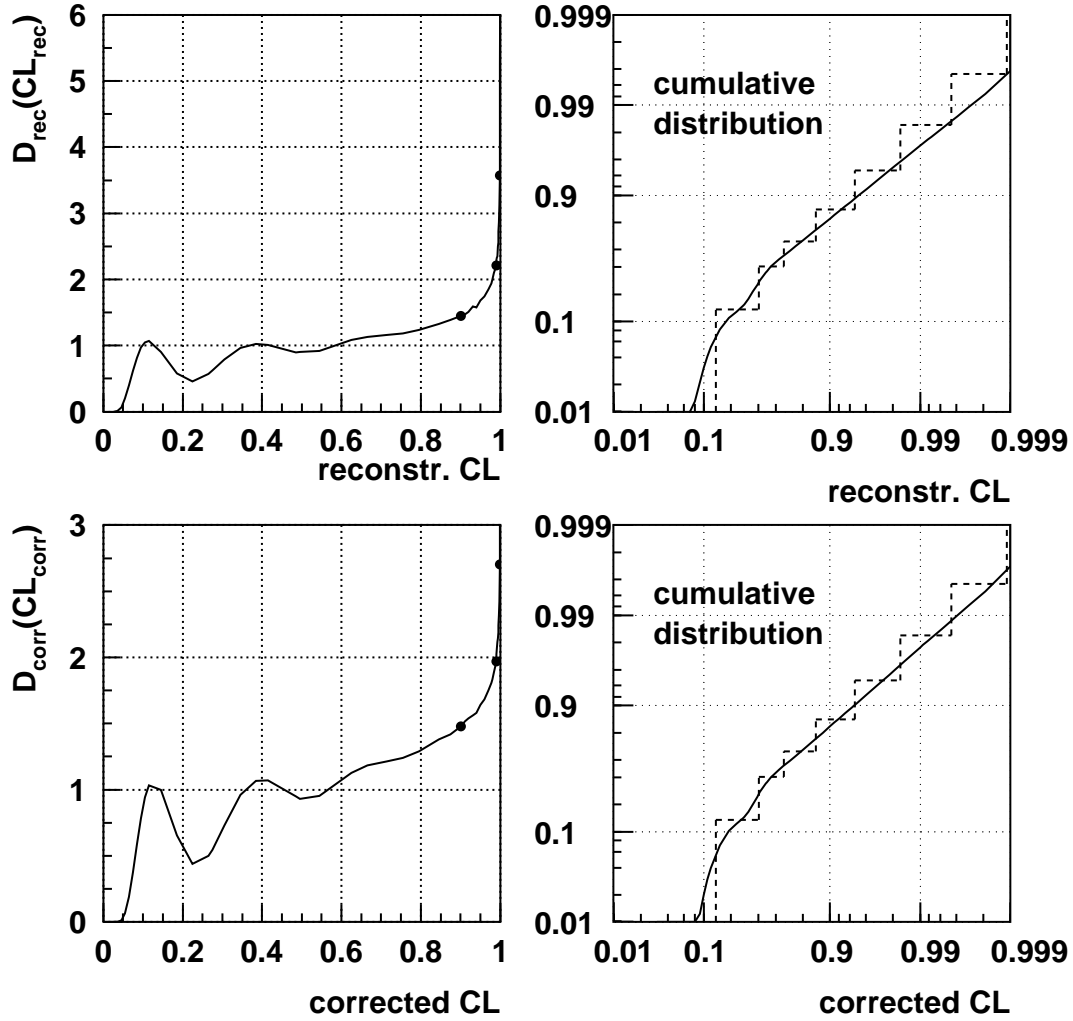 6
5
4
3
2
1
0
D_rec(CL_rec)
0 0.2 0.4 0.6 0.8 1
reconstr. CL
0.999
0.99
0.9
0.1
0.01
cumulative
distribution
0.01 0.1 0.9 0.99 0.999
reconstr. CL
3
2
1
0
D_corr(CL_corr)
0 0.2 0.4 0.6 0.8 1
corrected CL
0.999
0.99
0.9
0.1
0.01
cumulative
distribution
0.01 0.1 0.9 0.99 0.999
corrected CL